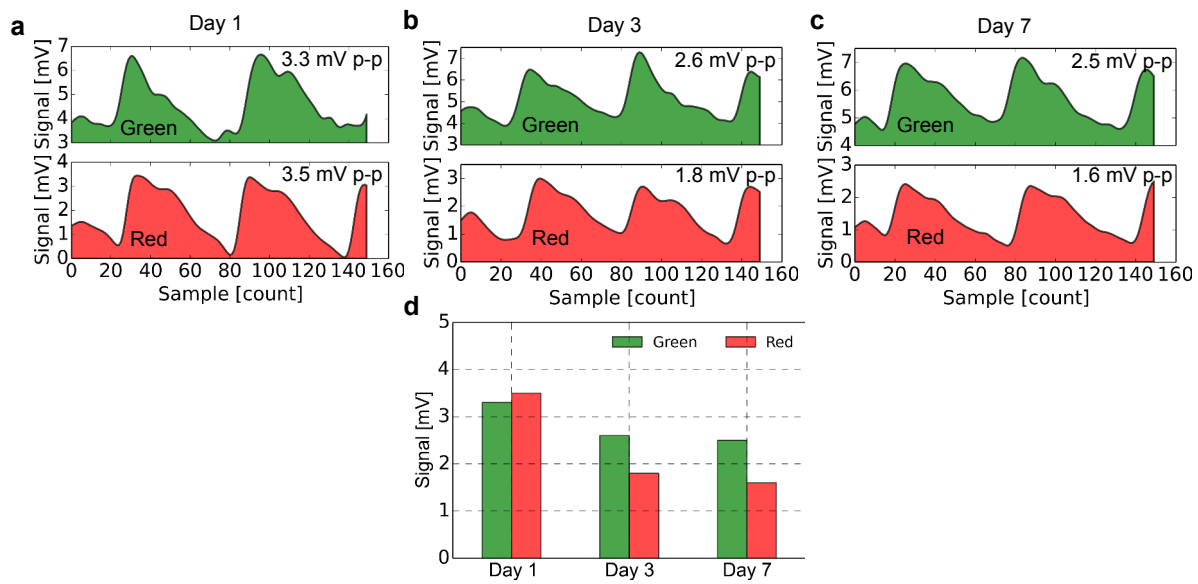 a
Day 1
b
Day 3
c
Day 7
Signal [mV]
7
6
5
4
3
3.3 mV p-p
Green
Signal [mV]
4
3
2
1
0
3.5 mV p-p
Red
0 20 40 60 80 100 120 140 160
Sample [count]
Signal [mV]
7
6
5
4
3
2.6 mV p-p
Green
Signal [mV]
3
2
1
0
1.8 mV p-p
Red
0 20 40 60 80 100 120 140 160
Sample [count]
Signal [mV]
8
7
6
5
4
2.5 mV p-p
Green
Signal [mV]
3
2
1
0
1.6 mV p-p
Red
0 20 40 60 80 100 120 140 160
Sample [count]
d
Signal [mV]
5
4
3
2
1
0
Green Red
Day 1 Day 3 Day 7